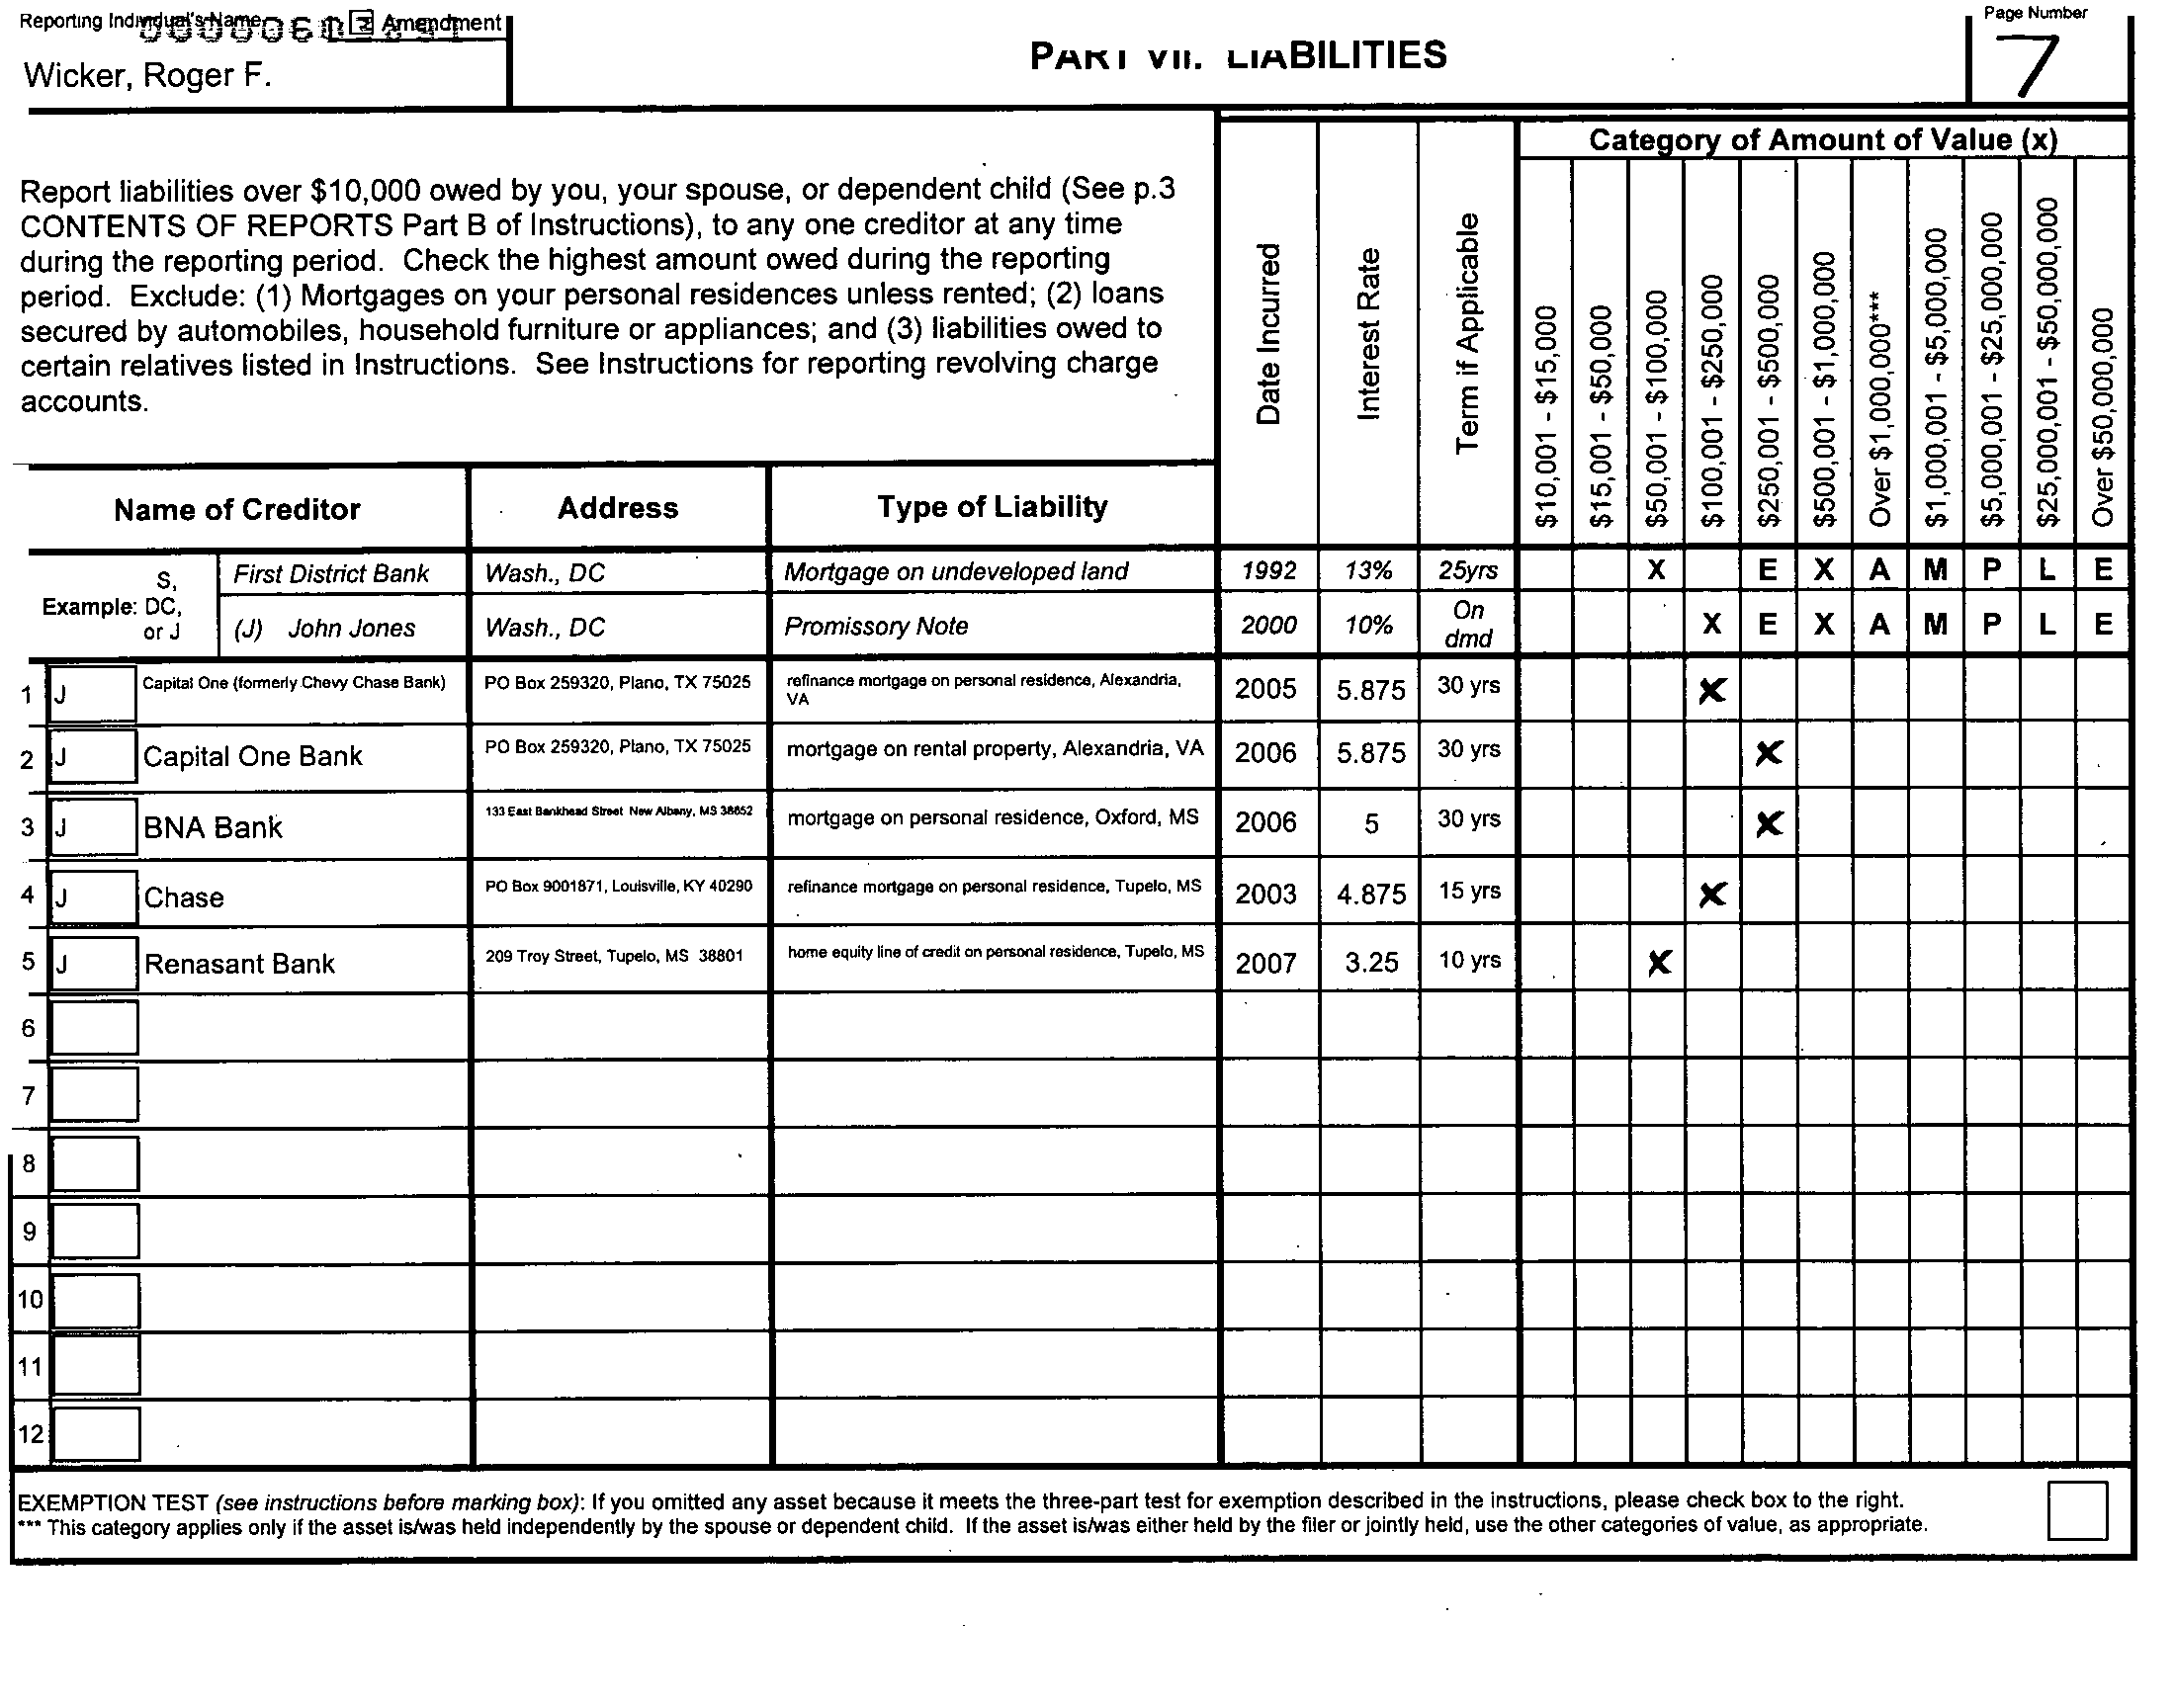 Reporting Individual's Name
Amendment
Wicker, Roger F.
PART VII. LIABILITIES
Page Number
7
Report liabilities over $10,000 owed by you, your spouse, or dependent child (See p.3
CONTENTS OF REPORTS Part B of Instructions), to any one creditor at any time
during the reporting period. Check the highest amount owed during the reporting
period. Exclude: (1) Mortgages on your personal residences unless rented; (2) loans
secured by automobiles, household furniture or appliances; and (3) liabilities owed to
certain relatives listed in Instructions. See Instructions for reporting revolving charge
accounts.
Date Incurred
Interest Rate
Term if Applicable
Category of Amount of Value (x)
$10,001 - $15,000
$15,001 - $50,000
$50,001 - $100,000
$100,001 - $250,000
$250,001 - $500,000
$500,001 - $1,000,000
Over $1,000,000***
$1,000,001 - $5,000,000
$5,000,001 - $25,000,000
$25,000,001 - $50,000,000
Over $50,000,000
Name of Creditor Address Type of Liability
Example: S, DC, or J
First District Bank Wash., DC Mortgage on undeveloped land 1992 13% 25yrs X E X A M P L E
(J) John Jones Wash., DC Promissory Note 2000 10% On dmd X E X A M P L E
1 J Capital One (formerly Chevy Chase Bank) PO Box 259320, Plano, TX 75025 refinance mortgage on personal residence, Alexandria, VA 2005 5.875 30 yrs X
2 J Capital One Bank PO Box 259320, Plano, TX 75025 mortgage on rental property, Alexandria, VA 2006 5.875 30 yrs X
3 J BNA Bank 133 East Bankhead Street New Albany, MS 38652 mortgage on personal residence, Oxford, MS 2006 5 30 yrs X
4 J Chase PO Box 9001871, Louisville, KY 40290 refinance mortgage on personal residence, Tupelo, MS 2003 4.875 15 yrs X
5 J Renasant Bank 209 Troy Street, Tupelo, MS 38801 home equity line of credit on personal residence, Tupelo, MS 2007 3.25 10 yrs X
6
7
8
9
10
11
12
EXEMPTION TEST (see instructions before marking box): If you omitted any asset because it meets the three-part test for exemption described in the instructions, please check box to the right.
*** This category applies only if the asset is/was held independently by the spouse or dependent child. If the asset is/was either held by the filer or jointly held, use the other categories of value, as appropriate.